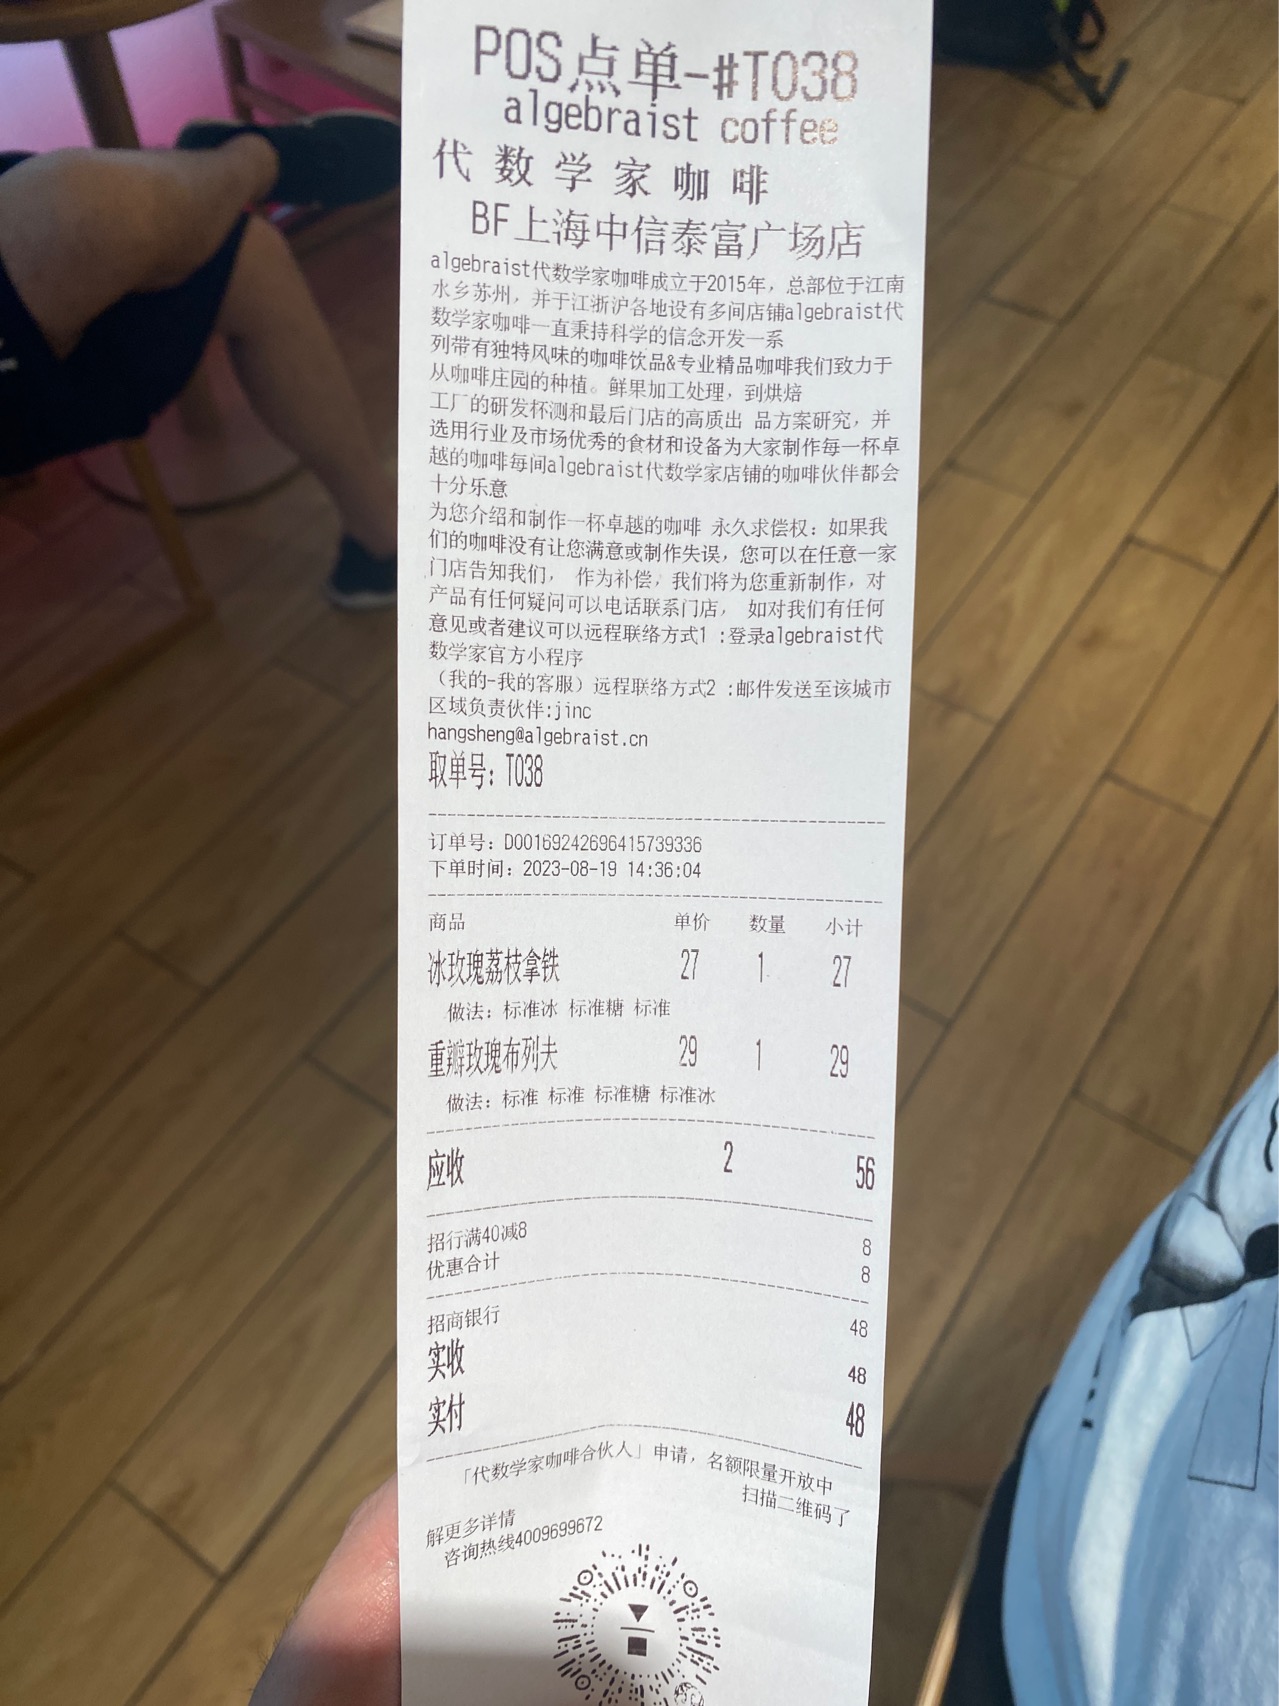 POS点单-#T038
algebraist coffee
代数学家咖啡
BF上海中信泰富广场店
algebraist代数学家咖啡成立于2015年，总部位于江南
水乡苏州，并于江浙沪各地设有多间店铺algebraist代
数学家咖啡一直秉持科学的信念开发一系
列带有独特风味的咖啡饮品&专业精品咖啡我们致力于
从咖啡庄园的种植。鲜果加工处理，到烘焙
工厂的研发杯测和最后门店的高质出 品方案研究，并
选用行业及市场优秀的食材和设备为大家制作每一杯卓
越的咖啡每间algebraist代数学家店铺的咖啡伙伴都会
十分乐意
为您介绍和制作一杯卓越的咖啡 永久求偿权：如果我
们的咖啡没有让您满意或制作失误，您可以在任意一家
门店告知我们， 作为补偿，我们将为您重新制作，对
产品有任何疑问可以电话联系门店， 如对我们有任何
意见或者建议可以远程联络方式1 :登录algebraist代
数学家官方小程序
（我的-我的客服）远程联络方式2 :邮件发送至该城市
区域负责伙伴:jinc
hangsheng@algebraist.cn
取单号：T038
订单号：D00169242696415739336
下单时间：2023-08-19 14:36:04
商品 单价 数量 小计
冰玫瑰荔枝拿铁 27 1 27
做法：标准冰 标准糖 标准
重瓣玫瑰布列夫 29 1 29
做法：标准 标准 标准糖 标准冰
应收 2 56
招行满40减8 8
优惠合计 8
招商银行 48
实收 48
实付 48
「代数学家咖啡合伙人」申请，名额限量开放中
扫描二维码了
解更多详情
咨询热线4009699672